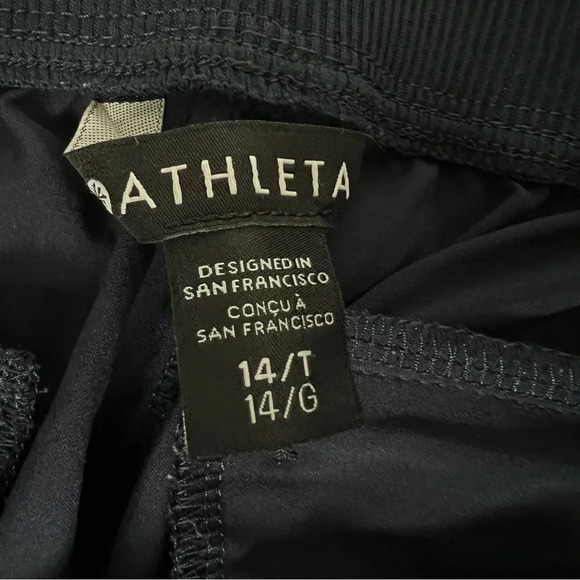 ATHLETA
DESIGNED IN
SAN FRANCISCO
CONÇU À
SAN FRANCISCO
14/T
14/G